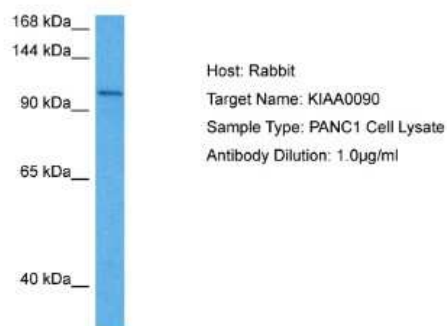 168 kDa__
144 kDa__
90 kDa__
65 kDa__
40 kDa__
Host: Rabbit
Target Name: KIAA0090
Sample Type: PANC1 Cell Lysate
Antibody Dilution: 1.0µg/ml